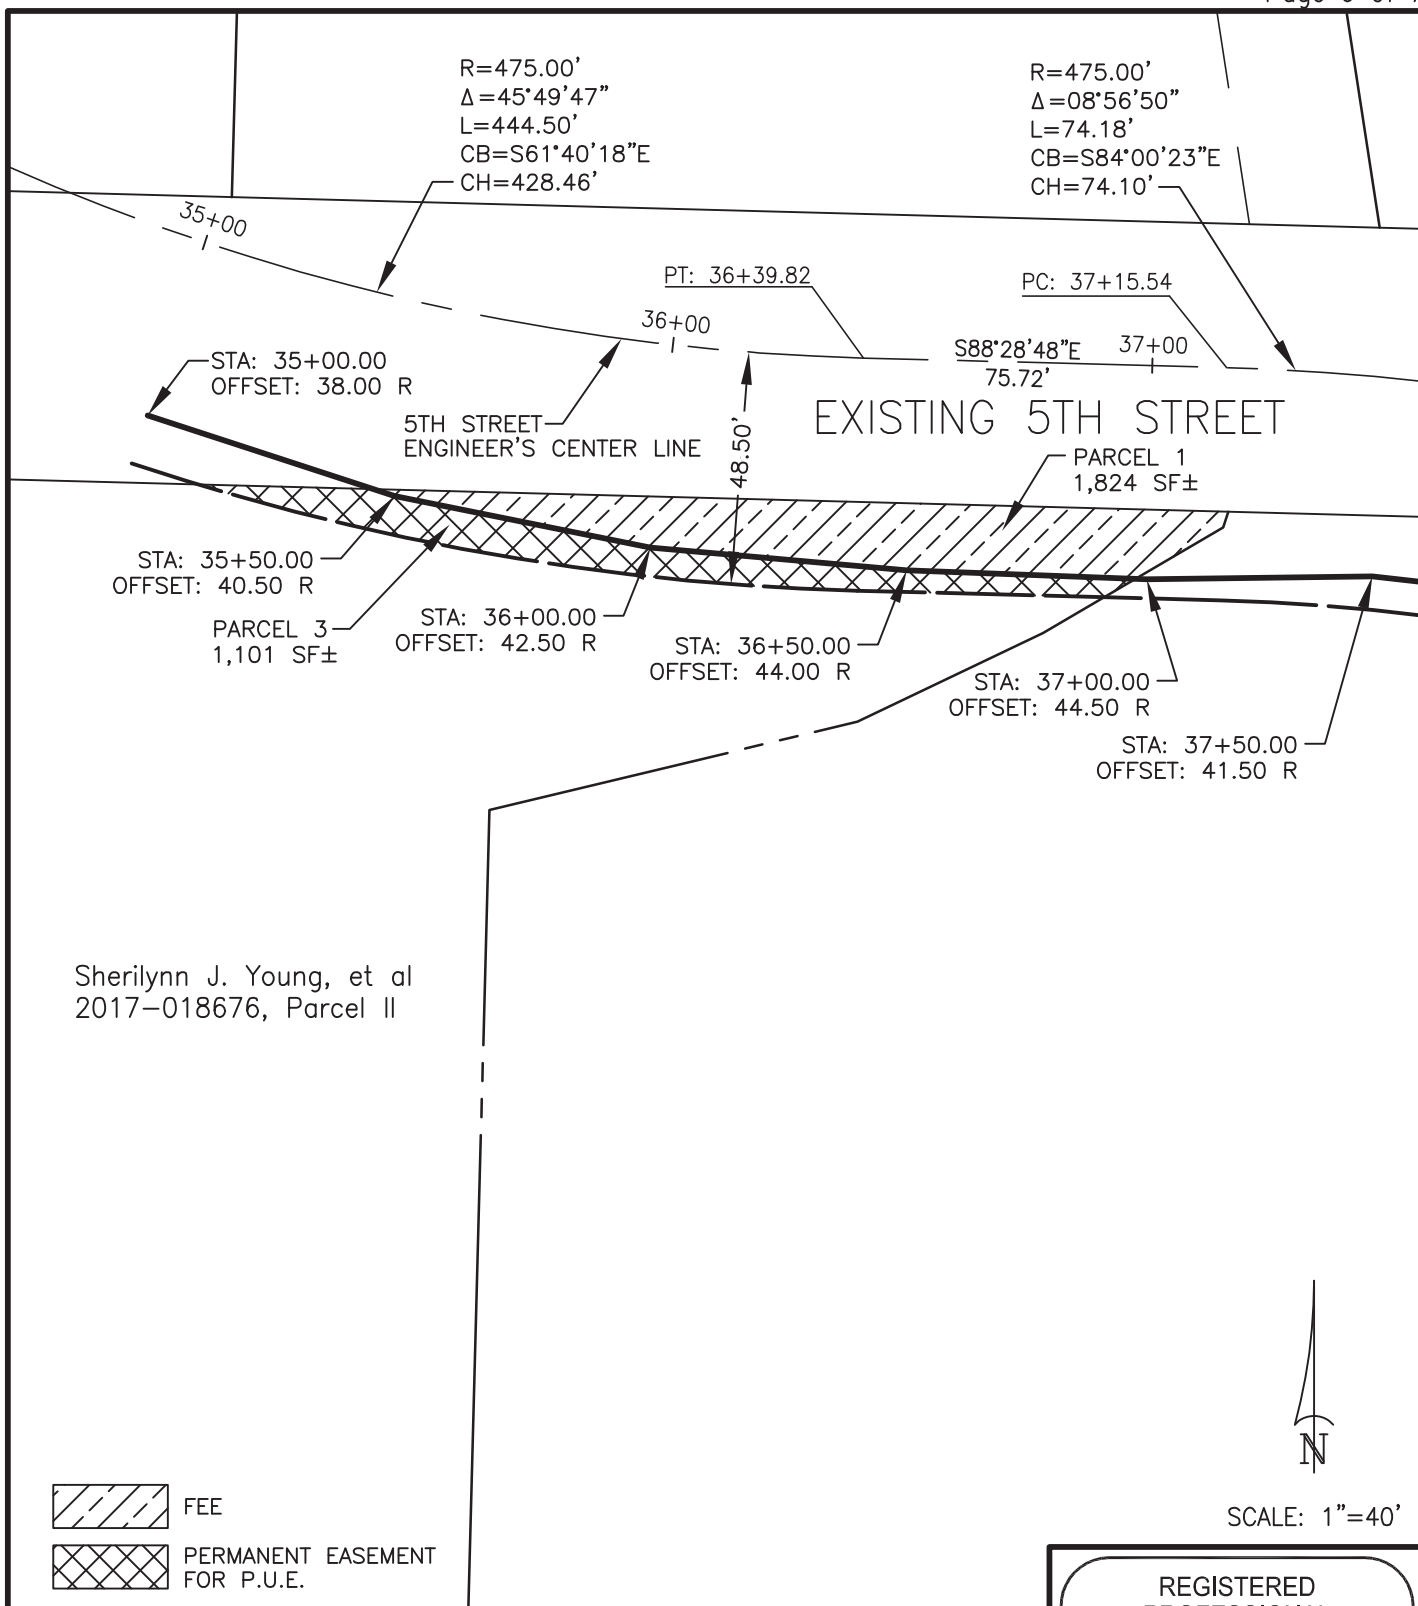 R=475.00'
Δ=45°49'47"
L=444.50'
CB=S61°40'18"E
CH=428.46'
R=475.00'
Δ=08°56'50"
L=74.18'
CB=S84°00'23"E
CH=74.10'
35+00
PT: 36+39.82
PC: 37+15.54
36+00
S88°28'48"E
75.72'
37+00
STA: 35+00.00
OFFSET: 38.00 R
5TH STREET
ENGINEER'S CENTER LINE
48.50'
EXISTING 5TH STREET
PARCEL 1
1,824 SF±
STA: 35+50.00
OFFSET: 40.50 R
PARCEL 3
1,101 SF±
STA: 36+00.00
OFFSET: 42.50 R
STA: 36+50.00
OFFSET: 44.00 R
STA: 37+00.00
OFFSET: 44.50 R
STA: 37+50.00
OFFSET: 41.50 R
Sherilynn J. Young, et al
2017-018676, Parcel II
N
SCALE: 1"=40'
FEE
PERMANENT EASEMENT
FOR P.U.E.
REGISTERED